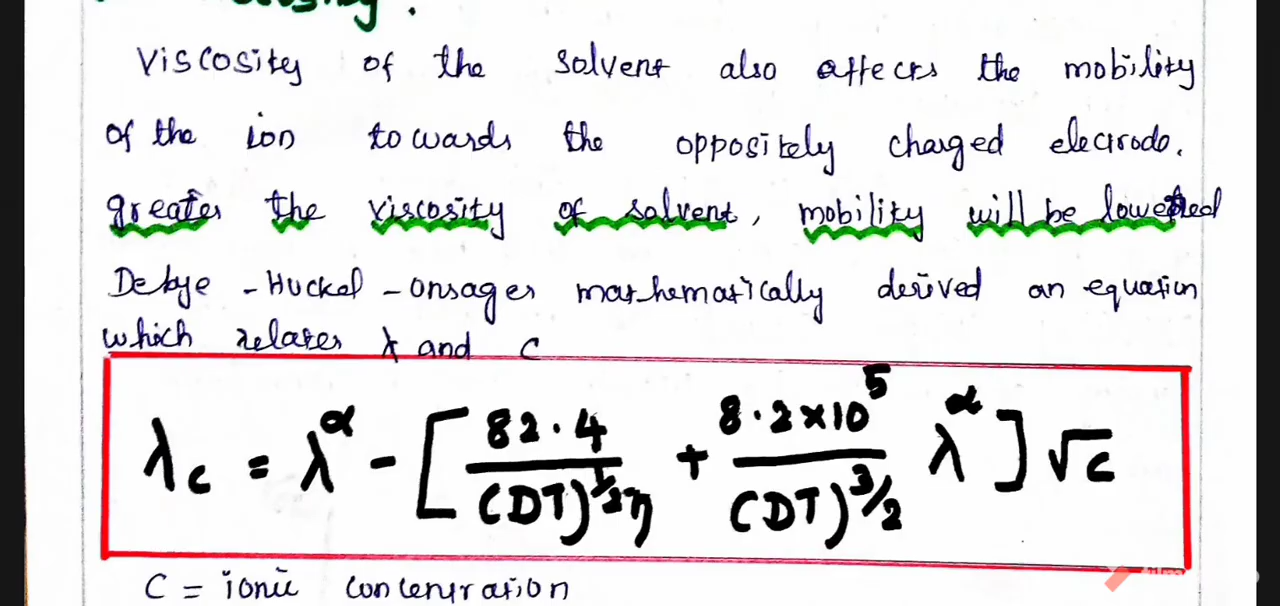 Viscosity of the solvent also affects the mobility
of the ion towards the oppositely charged electrode.
greater the viscosity of solvent, mobility will be lowered
Debye - Huckel - onsager mathematically derived an equation
which relates λ and C
λc = λ^α - [82.4/(DT)^1/2 η + 8.2×10^5/(DT)^3/2 λ^α] √c
C = ionic concentration